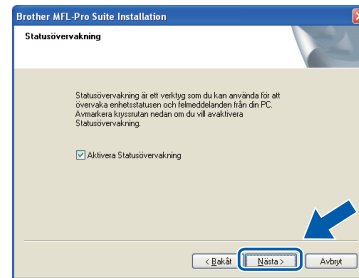 Brother MFL-Pro Suite Installation
Statusövervakning
Statusövervakning är ett verktyg som du kan använda för att
övervaka enhetsstatusen och felmeddelanden från din PC.
Avmarkera kryssrutan nedan om du vill avaktivera
Statusövervakning.
Aktivera Statusövervakning
< Bakåt
Nästa >
Avbryt